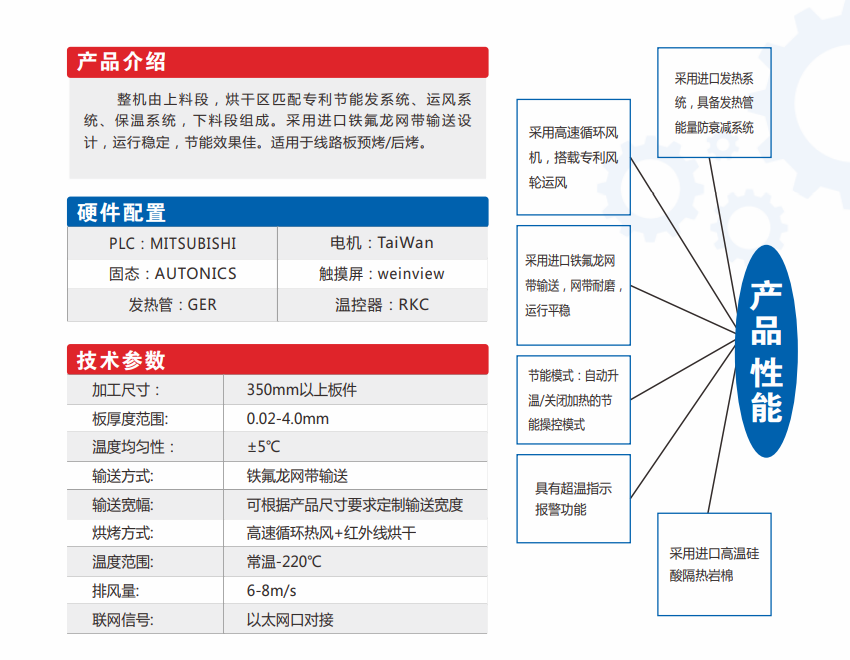 产品介绍
整机由上料段，烘干区匹配专利节能发系统、运风系
统、保温系统，下料段组成。采用进口铁氟龙网带输送设
计，运行稳定，节能效果佳。适用于线路板预烤/后烤。
硬件配置
PLC：MITSUBISHI
电机：TaiWan
固态：AUTONICS
触摸屏：weinview
发热管：GER
温控器：RKC
技术参数
加工尺寸： 350mm以上板件
板厚度范围: 0.02-4.0mm
温度均匀性： ±5℃
输送方式: 铁氟龙网带输送
输送宽幅: 可根据产品尺寸要求定制输送宽度
烘烤方式: 高速循环热风+红外线烘干
温度范围: 常温-220℃
排风量: 6-8m/s
联网信号: 以太网口对接
采用进口发热系
统，具备发热管
能量防衰减系统
采用高速循环风
机，搭载专利风
轮运风
采用进口铁氟龙网
带输送，网带耐磨，
运行平稳
节能模式：自动升
温/关闭加热的节
能操控模式
具有超温指示
报警功能
采用进口高温硅
酸隔热岩棉
产品性能